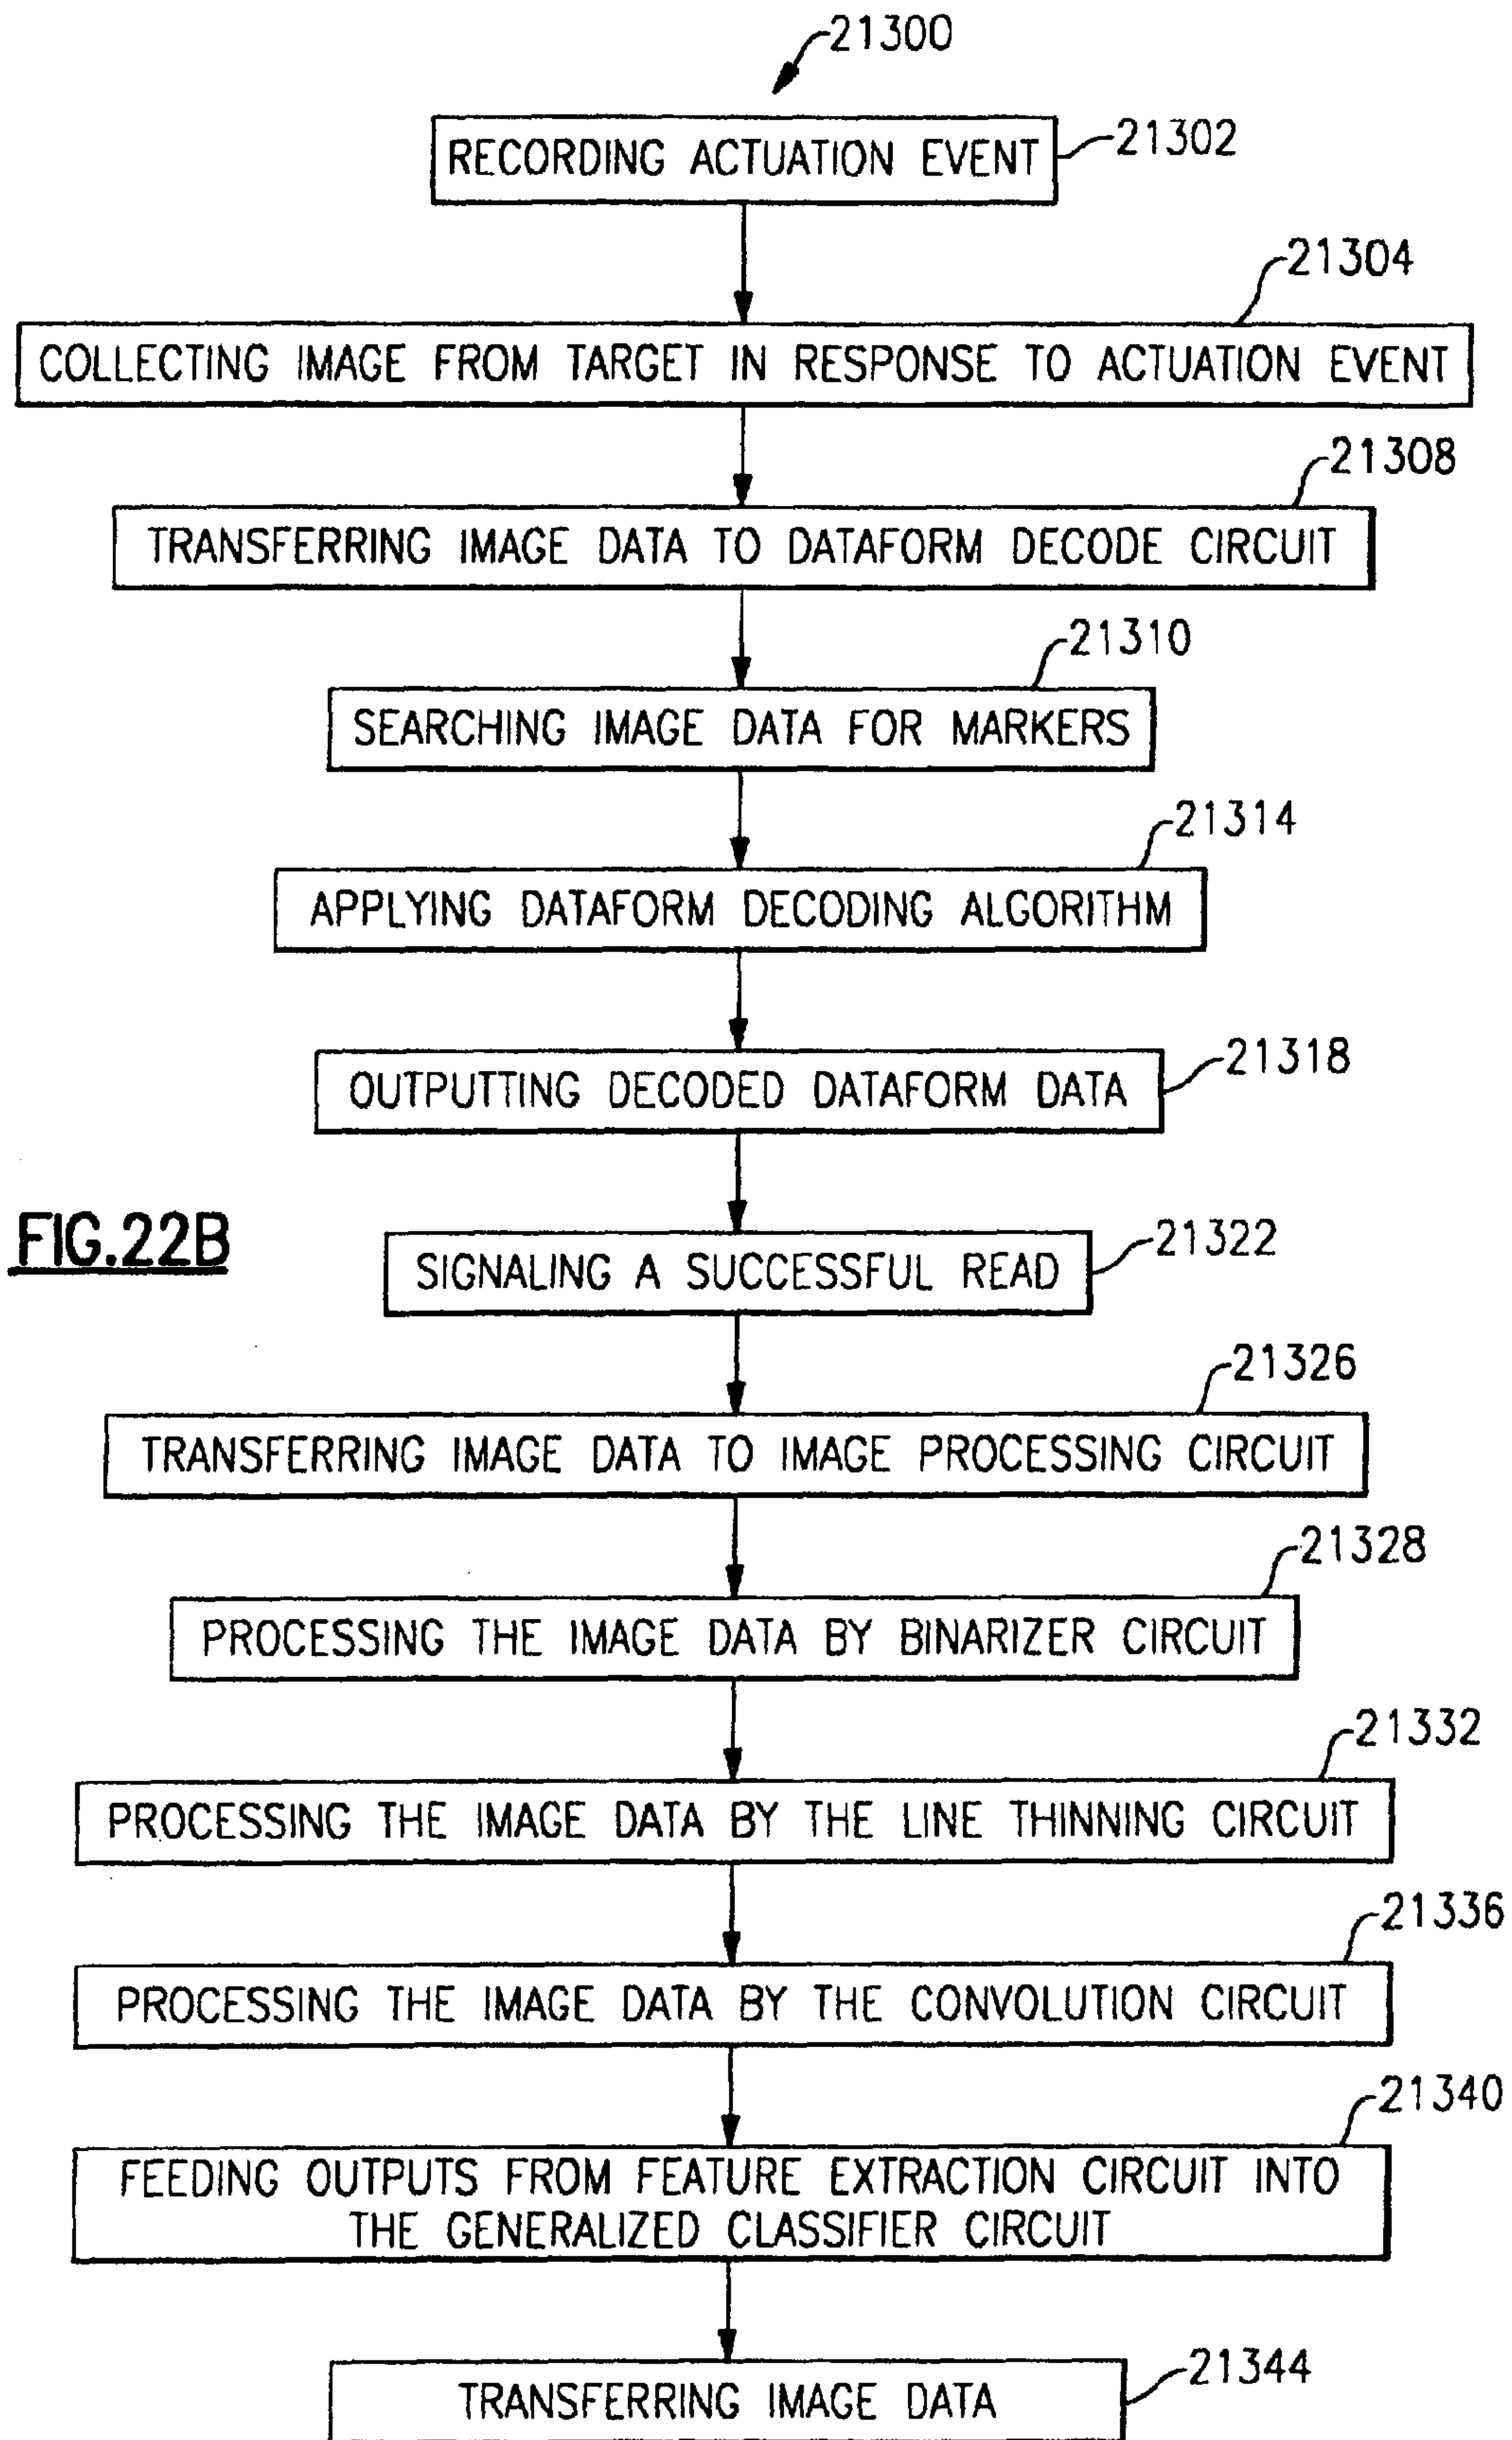 21300
RECORDING ACTUATION EVENT
21302
21304
COLLECTING IMAGE FROM TARGET IN RESPONSE TO ACTUATION EVENT
21308
TRANSFERRING IMAGE DATA TO DATAFORM DECODE CIRCUIT
21310
SEARCHING IMAGE DATA FOR MARKERS
21314
APPLYING DATAFORM DECODING ALGORITHM
21318
OUTPUTTING DECODED DATAFORM DATA
FIG.22B
21322
SIGNALING A SUCCESSFUL READ
21326
TRANSFERRING IMAGE DATA TO IMAGE PROCESSING CIRCUIT
21328
PROCESSING THE IMAGE DATA BY BINARIZER CIRCUIT
21332
PROCESSING THE IMAGE DATA BY THE LINE THINNING CIRCUIT
21336
PROCESSING THE IMAGE DATA BY THE CONVOLUTION CIRCUIT
21340
FEEDING OUTPUTS FROM FEATURE EXTRACTION CIRCUIT INTO
THE GENERALIZED CLASSIFIER CIRCUIT
21344
TRANSFERRING IMAGE DATA